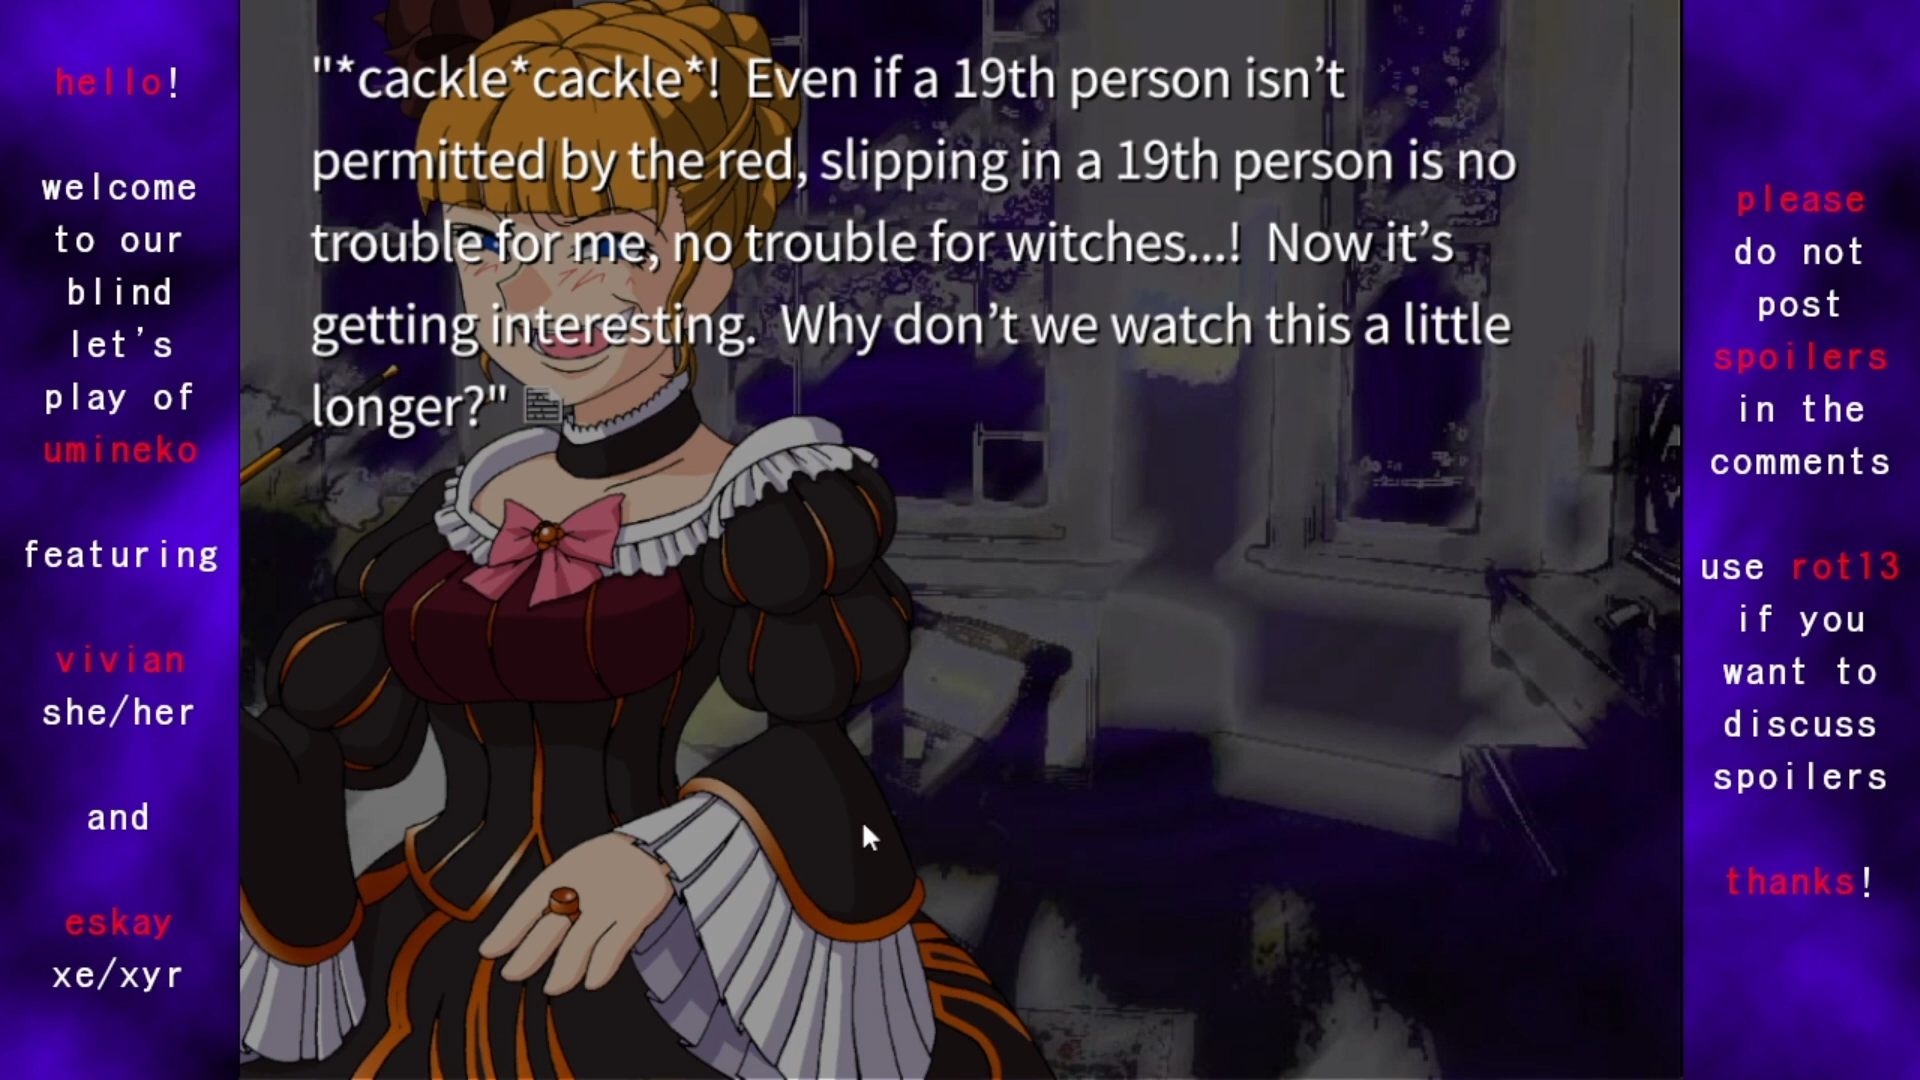 hello!
welcome
to our
blind
let's
play of
umineko
featuring
vivian
she/her
and
eskay
xe/xyr
"*cackle*cackle*!  Even if a 19th person isn’t
permitted by the red, slipping in a 19th person is no
trouble for me, no trouble for witches...!  Now it’s
getting interesting.  Why don’t we watch this a little
longer?"
please
do not
post
spoilers
in the
comments
use rot13
if you
want to
discuss
spoilers
thanks!